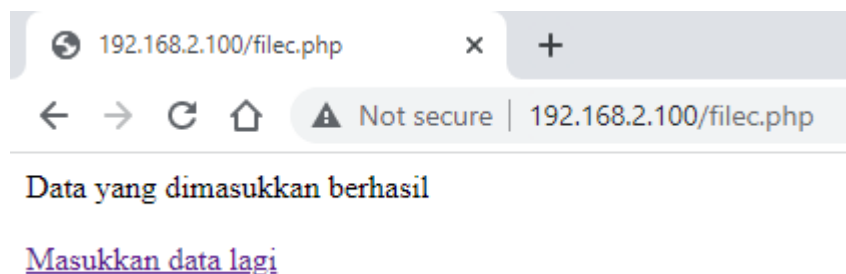 192.168.2.100/filec.php
Not secure | 192.168.2.100/filec.php
Data yang dimasukkan berhasil
Masukkan data lagi